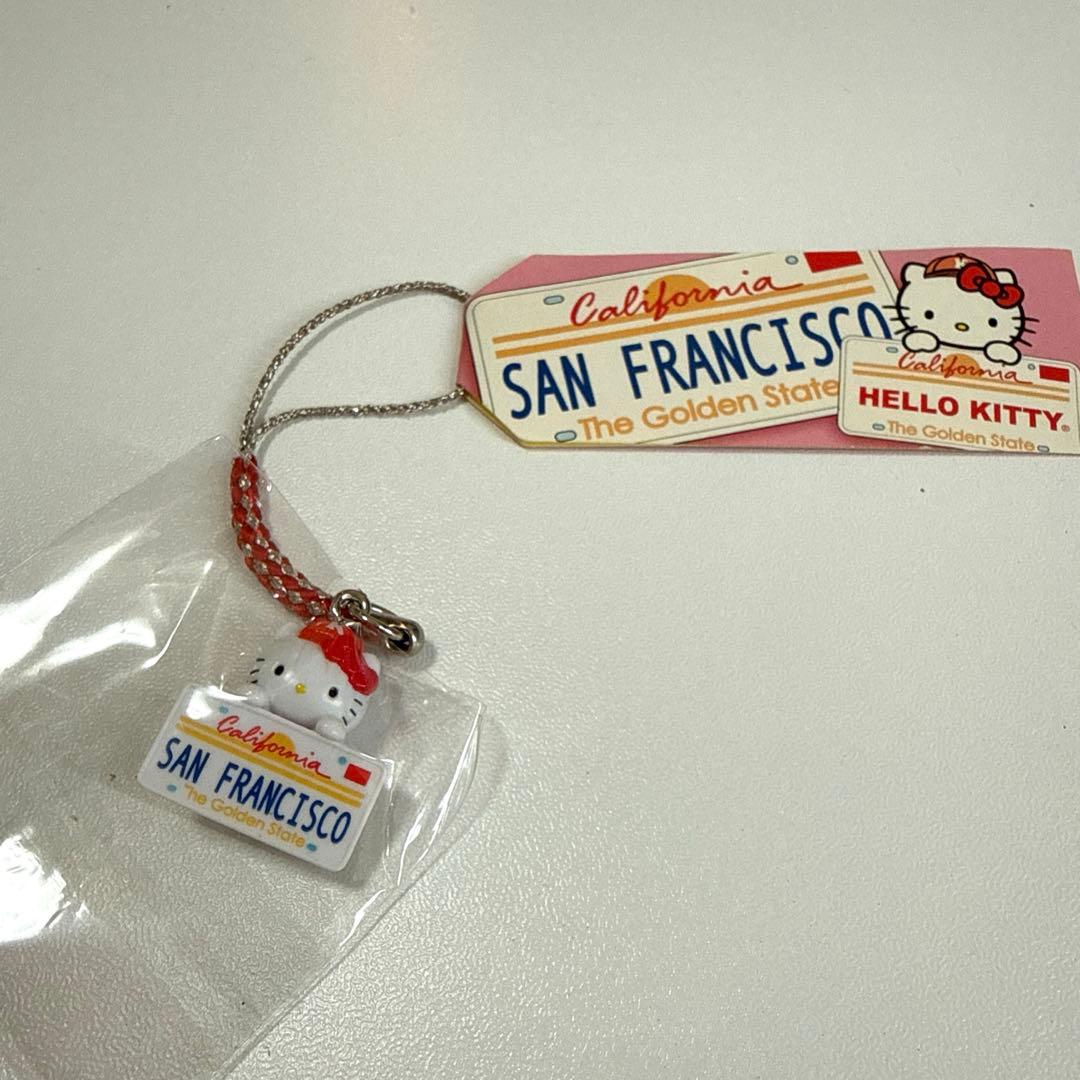 California
SAN FRANCISCO
The Golden State
California
HELLO KITTY®
The Golden State
California
SAN FRANCISCO
The Golden State